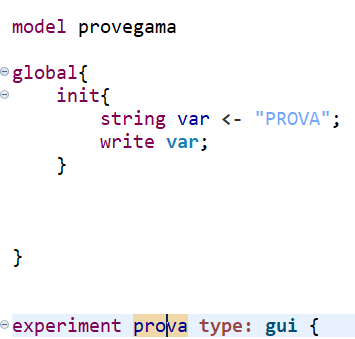 model provegama
global{
init{
string var <- "PROVA";
write var;
}
}
experiment prova type: gui {